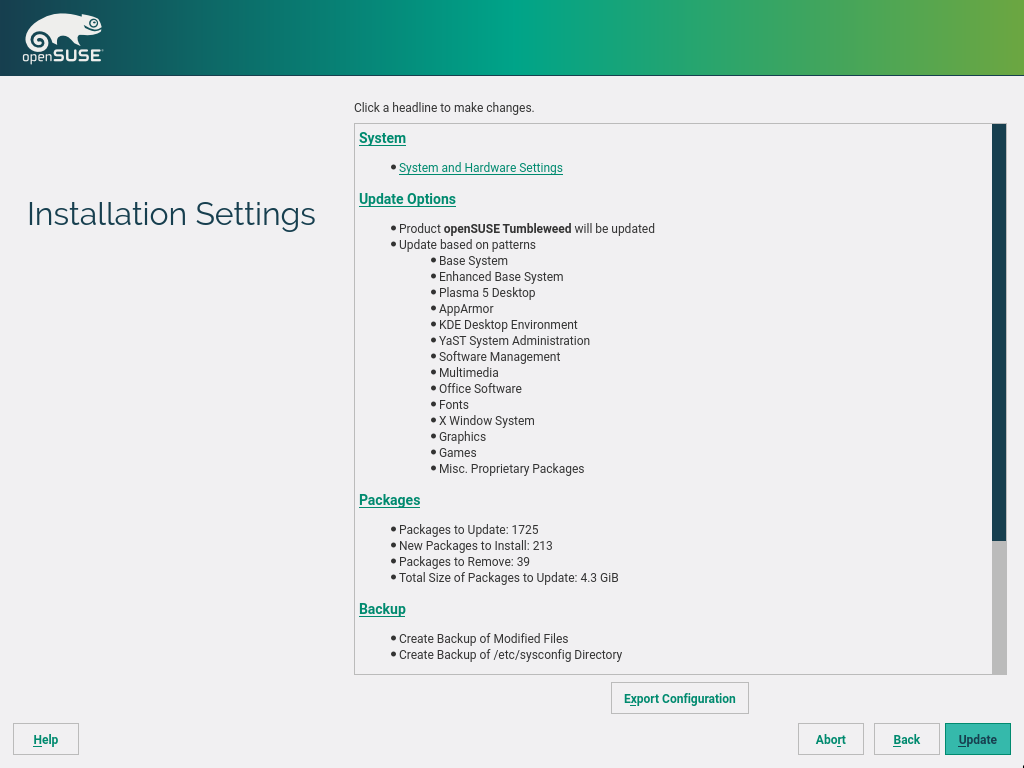 openSUSE
Click a headline to make changes.
Installation Settings
System
System and Hardware Settings
Update Options
Product openSUSE Tumbleweed will be updated
Update based on patterns
Base System
Enhanced Base System
Plasma 5 Desktop
AppArmor
KDE Desktop Environment
YaST System Administration
Software Management
Multimedia
Office Software
Fonts
X Window System
Graphics
Games
Misc. Proprietary Packages
Packages
Packages to Update: 1725
New Packages to Install: 213
Packages to Remove: 39
Total Size of Packages to Update: 4.3 GiB
Backup
Create Backup of Modified Files
Create Backup of /etc/sysconfig Directory
Export Configuration
Help Abort Back Update